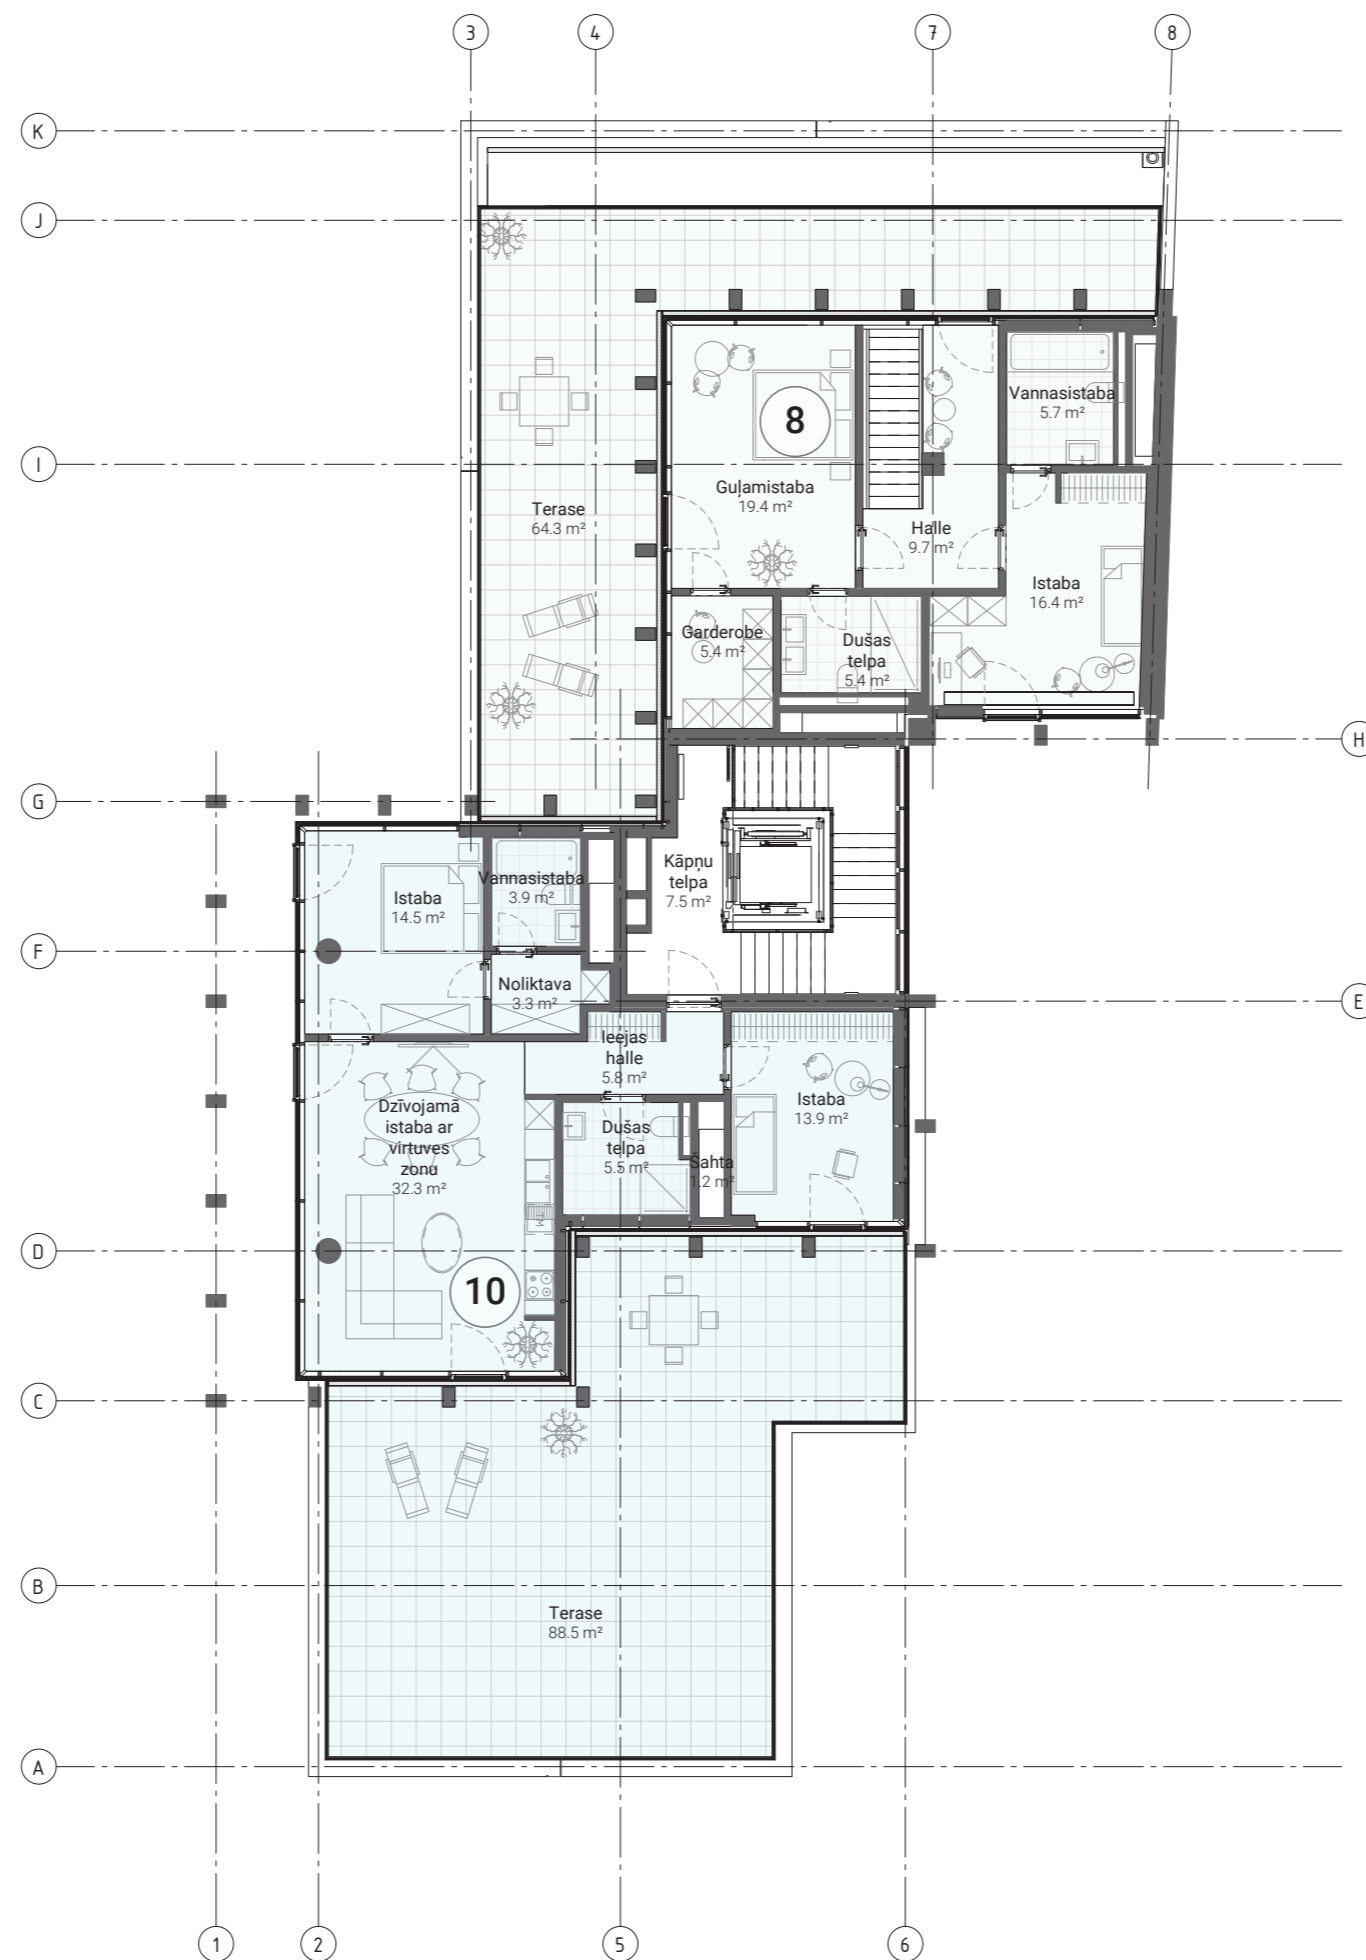 3
4
7
8
K
J
Vannasistaba
5.7 m²
8
I
Guļamistaba
19.4 m²
Terase
64.3 m²
Halle
9.7 m²
Istaba
16.4 m²
Garderobe
5.4 m²
Dušas
telpa
5.4 m²
H
G
Kāpņu
telpa
7.5 m²
Vannasistaba
3.9 m²
Istaba
14.5 m²
F
Noliktava
3.3 m²
E
Ieejas
halle
5.8 m²
Dzīvojamā
istaba ar
virtuves
zonu
32.3 m²
Istaba
13.9 m²
Dušas
telpa
5.5 m²
Šahta
1.2 m²
TM
D
10
C
B
Terase
88.5 m²
A
1
2
5
6